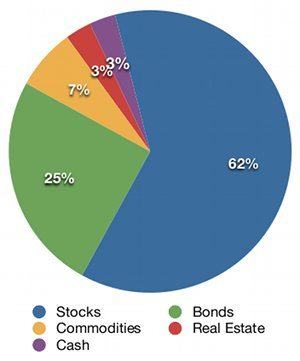 3%
3%
7%
62%
25%
Stocks
Bonds
Commodities
Real Estate
Cash